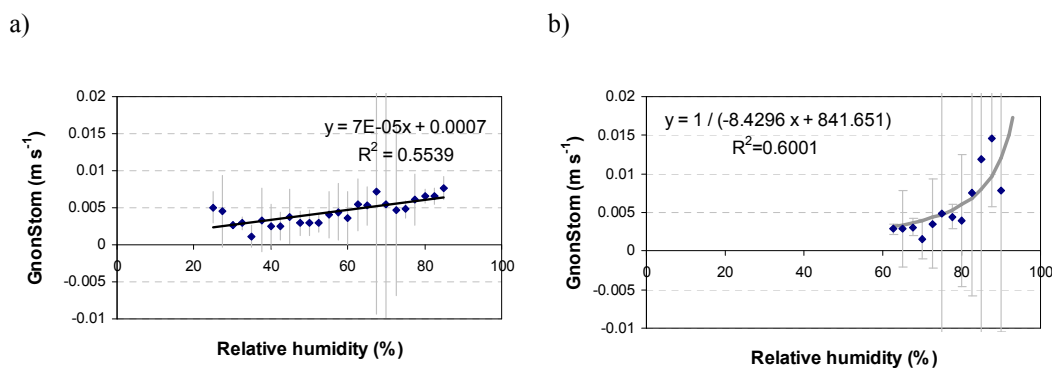 a)
b)
GnonStom (m s-1)
0.02
0.015
0.01
0.005
0
-0.005
-0.01
0 20 40 60 80 100
y = 7E-05x + 0.0007
R2 = 0.5539
Relative humidity (%)
GnonStom (m s-1)
0.02
0.015
0.01
0.005
0
-0.005
-0.01
0 20 40 60 80 100
y = 1 / (-8.4296 x + 841.651)
R2=0.6001
Relative humidity (%)